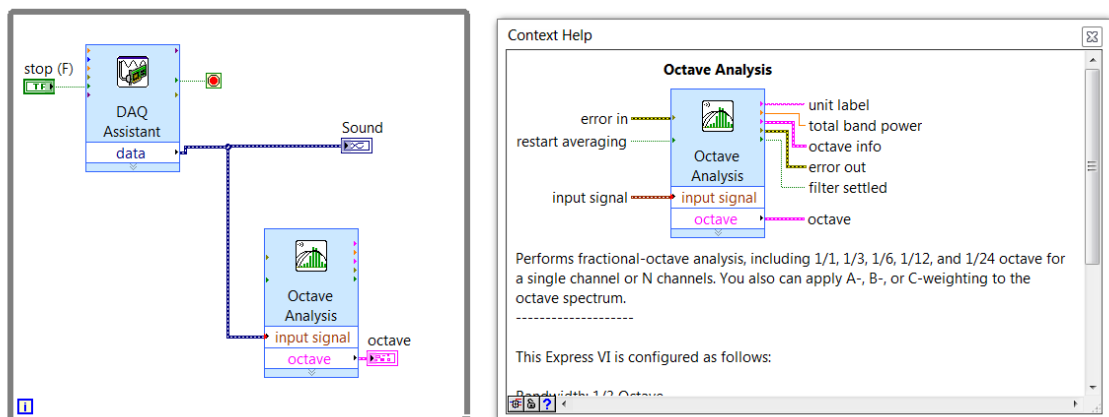 stop (F)
TF
DAQ
Assistant
data
Sound
Octave
Analysis
input signal
octave
octave
i
Context Help
Octave Analysis
error in
restart averaging
input signal
Octave
Analysis
input signal
octave
unit label
total band power
octave info
error out
filter settled
octave
Performs fractional-octave analysis, including 1/1, 1/3, 1/6, 1/12, and 1/24 octave for
a single channel or N channels. You also can apply A-, B-, or C-weighting to the
octave spectrum.
-------------------
This Express VI is configured as follows:
Bandwidth: 1/3 Octave
?